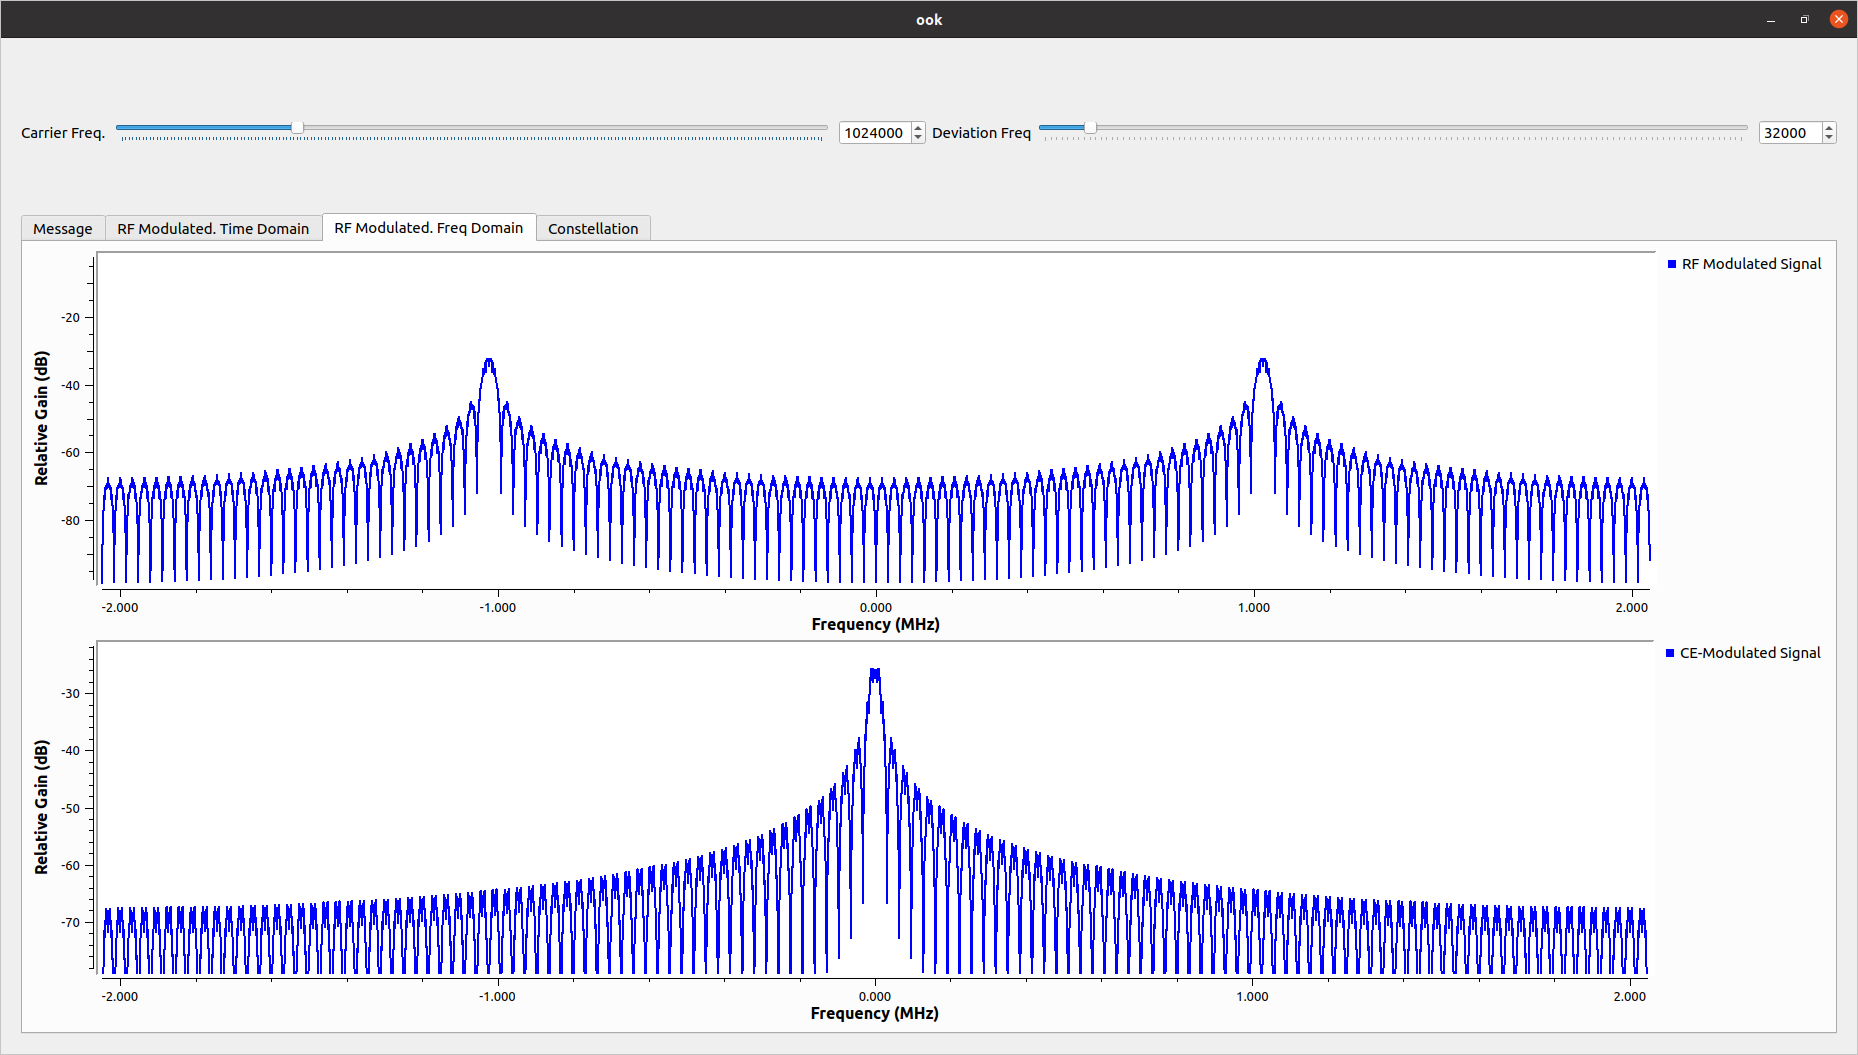 ook
Carrier Freq. 1024000 Deviation Freq 32000
Message RF Modulated. Time Domain RF Modulated. Freq Domain Constellation
RF Modulated Signal
Relative Gain (dB)
-20
-40
-60
-80
-2.000 -1.000 0.000 1.000 2.000
Frequency (MHz)
CE-Modulated Signal
Relative Gain (dB)
-30
-40
-50
-60
-70
-2.000 -1.000 0.000 1.000 2.000
Frequency (MHz)